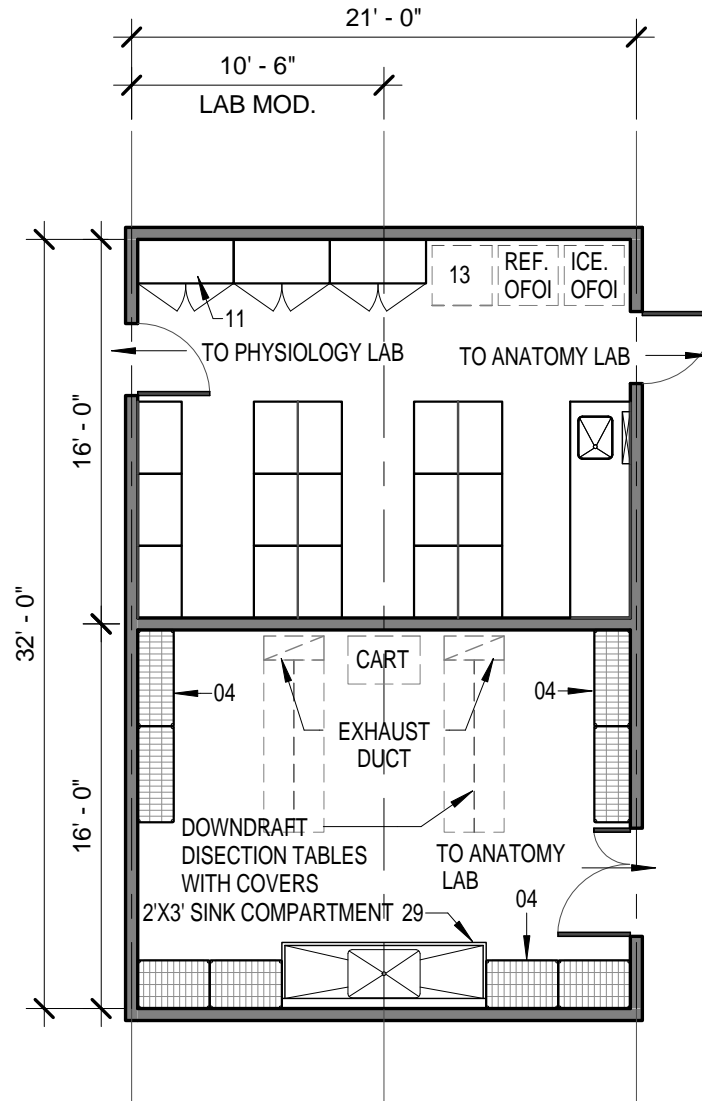 21' - 0"
10' - 6"
LAB MOD.
13
REF.
OFOI
ICE.
OFOI
11
TO PHYSIOLOGY LAB
TO ANATOMY LAB
16' - 0"
32' - 0"
CART
04
04
EXHAUST
DUCT
16' - 0"
DOWNDRAFT
DISECTION TABLES
WITH COVERS
TO ANATOMY
LAB
2'X3' SINK COMPARTMENT 29
04